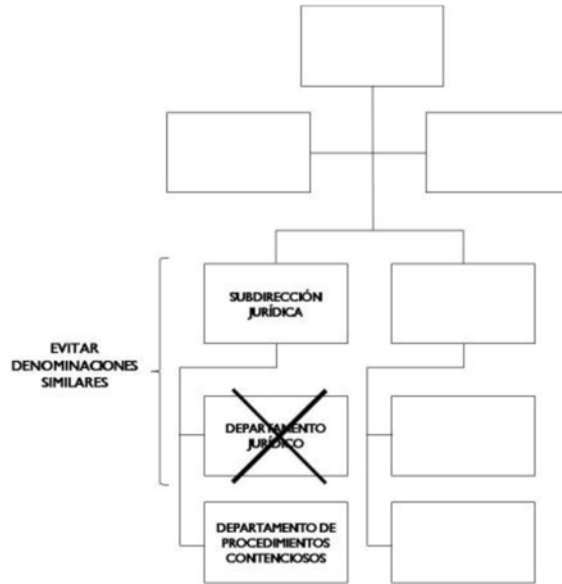 SUBDIRECCIÓN
JURÍDICA
EVITAR
DENOMINACIONES
SIMILARES
DEPARTAMENTO
JURÍDICO
DEPARTAMENTO DE
PROCEDIMIENTOS
CONTENCIOSOS